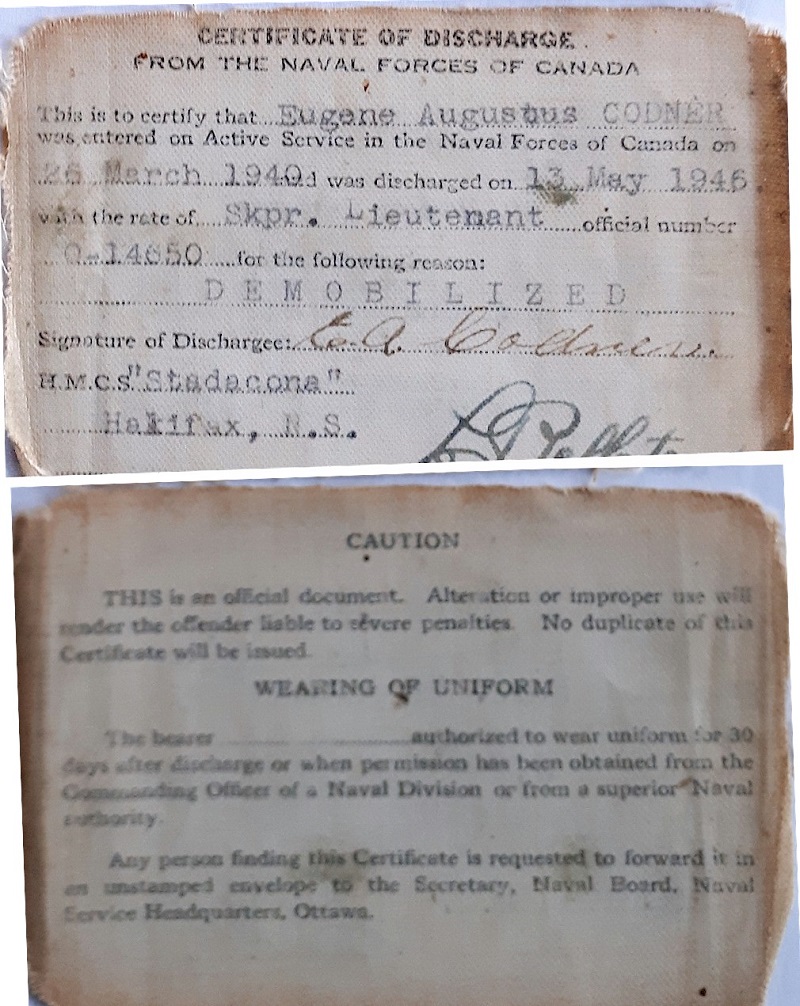 CERTIFICATE OF DISCHARGE
FROM THE NAVAL FORCES OF CANADA
This is to certify that Eugene Augustus CODNER
was entered on Active Service in the Naval Forces of Canada on
26 March 1940 d was discharged on 13 May 1946
with the rate of Skpr. Lieutenant official number
O-14650 for the following reason:
DEMOBILIZED
Signature of Dischargee: E.A. Codner.
H.M.C.S "Stadacona"
Halifax, N.S.
CAUTION
THIS is an official document. Alteration or improper use will
render the offender liable to severe penalties. No duplicate of this
Certificate will be issued.
WEARING OF UNIFORM
The bearer authorized to wear uniform for 30
days after discharge or when permission has been obtained from the
Commanding Officer of a Naval Division or from a superior Naval
authority.
Any person finding this Certificate is requested to forward it in
an unstamped envelope to the Secretary, Naval Board, Naval
Service Headquarters, Ottawa.